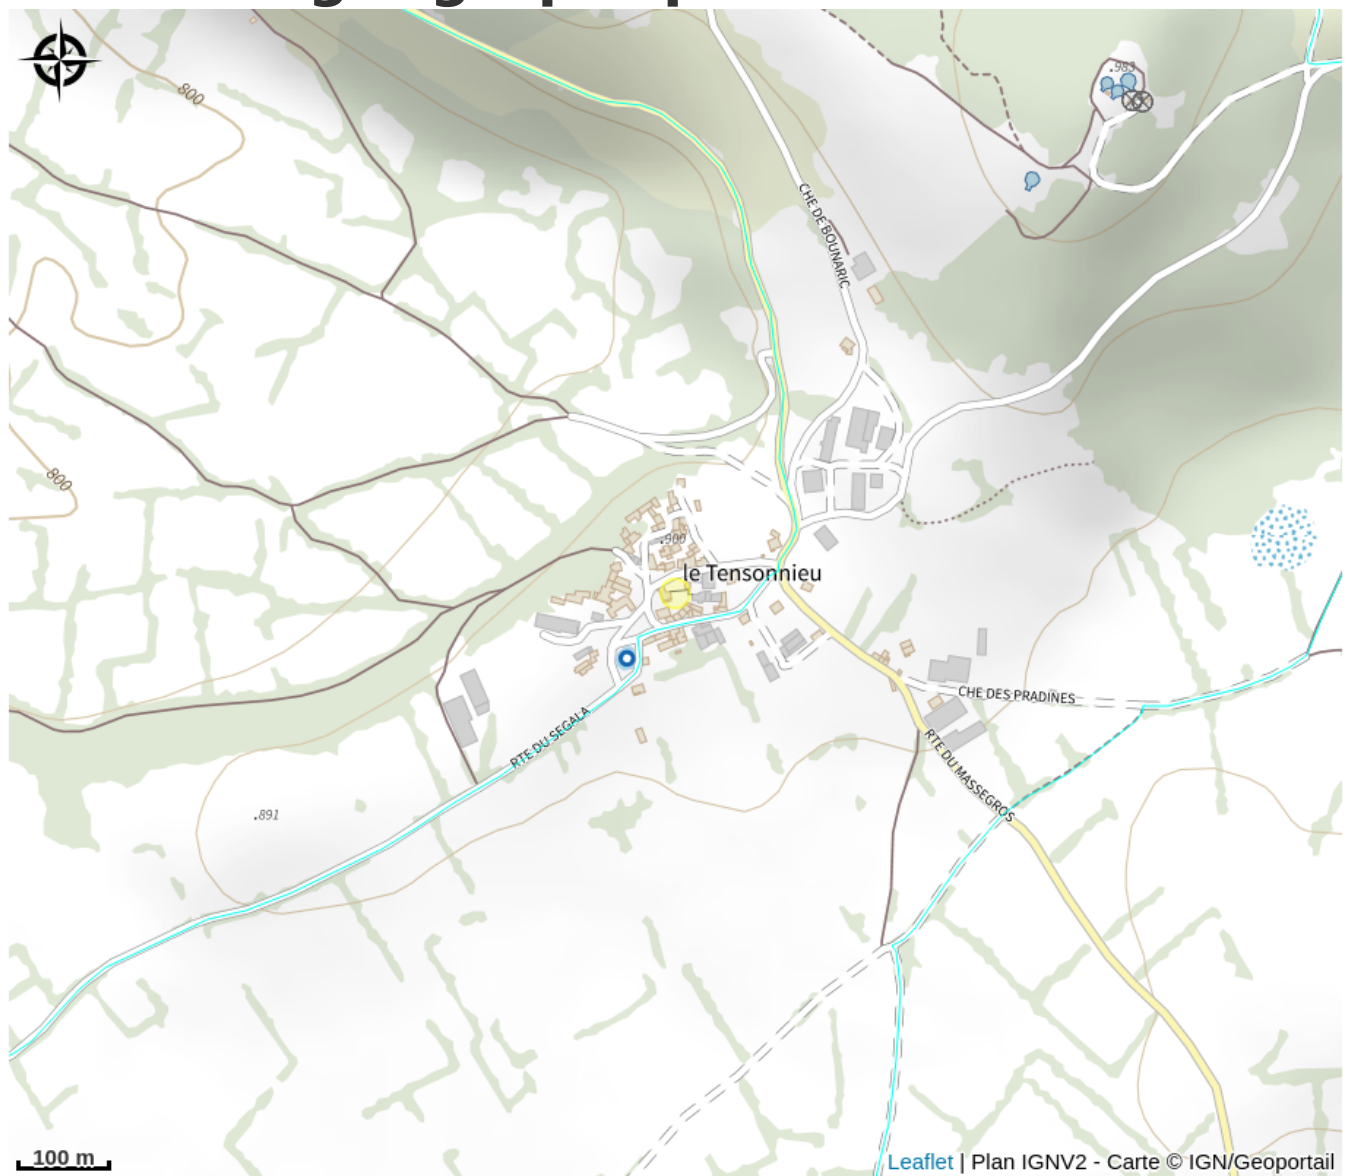 800
.983
CHE DE BOUNARIC
800
.900
le Tensonnieu
CHE DES PRADINES
RTE DU SEGALA
RTE DU MASSEGROS
.891
100 m
Leaflet | Plan IGNV2 - Carte © IGN/Geoportail